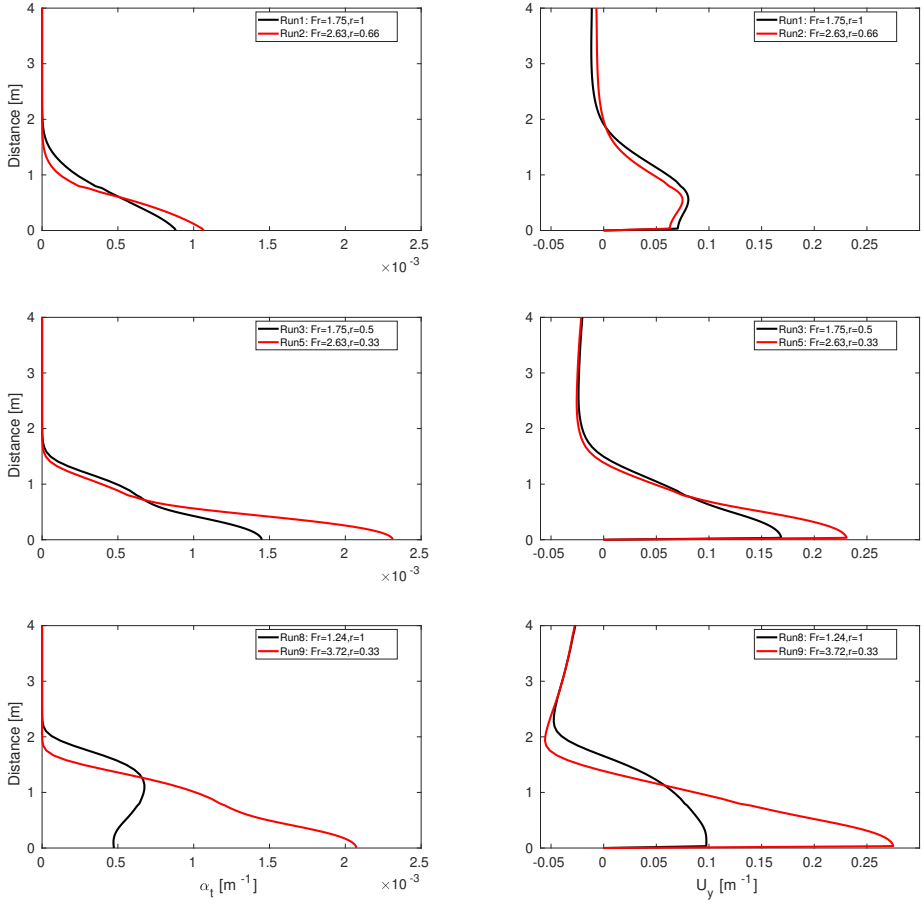 Run1: Fr=1.75,r=1
Run2: Fr=2.63,r=0.66
Distance [m]
4
3
2
1
0
0 0.5 1 1.5 2 2.5
×10 -3
Run1: Fr=1.75,r=1
Run2: Fr=2.63,r=0.66
4
3
2
1
0
-0.05 0 0.05 0.1 0.15 0.2 0.25
Run3: Fr=1.75,r=0.5
Run5: Fr=2.63,r=0.33
Distance [m]
4
3
2
1
0
0 0.5 1 1.5 2 2.5
×10 -3
Run3: Fr=1.75,r=0.5
Run5: Fr=2.63,r=0.33
4
3
2
1
0
-0.05 0 0.05 0.1 0.15 0.2 0.25
Run8: Fr=1.24,r=1
Run9: Fr=3.72,r=0.33
Distance [m]
4
3
2
1
0
0 0.5 1 1.5 2 2.5
×10 -3
α t [m -1 ]
Run8: Fr=1.24,r=1
Run9: Fr=3.72,r=0.33
4
3
2
1
0
-0.05 0 0.05 0.1 0.15 0.2 0.25
U y [m -1 ]